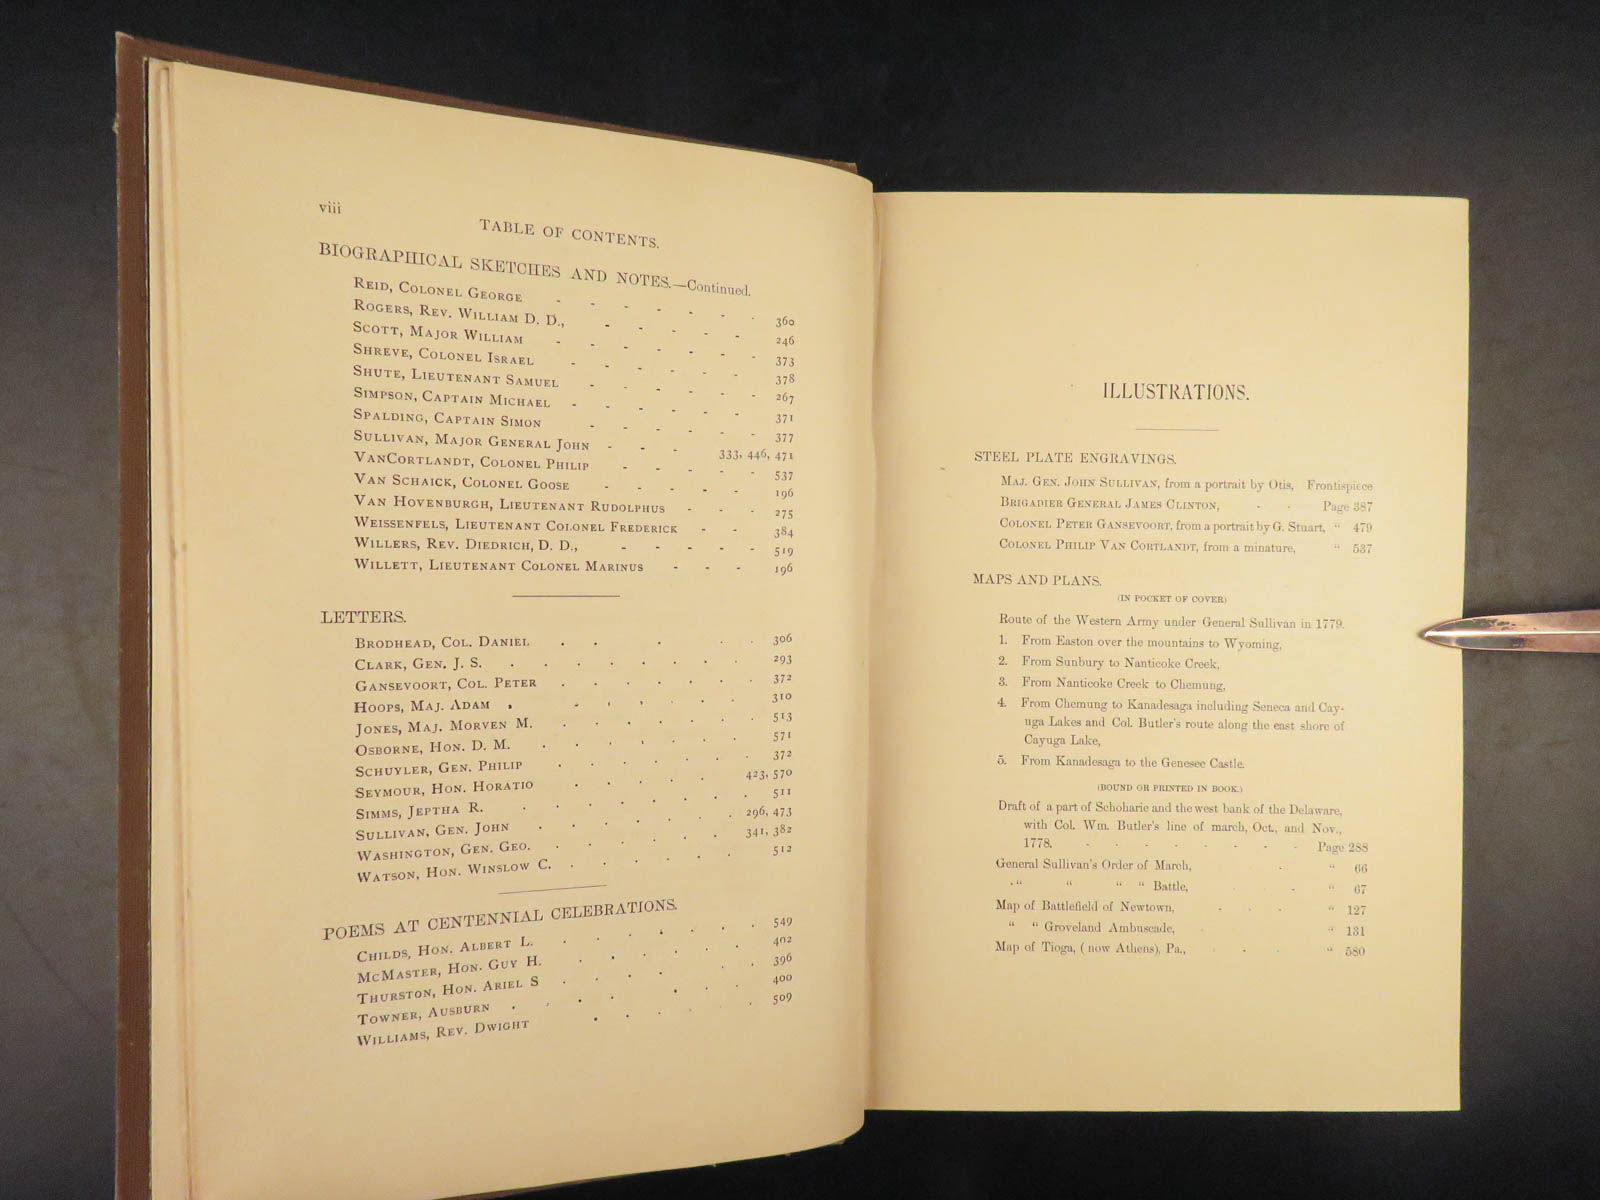 viii
TABLE OF CONTENTS.
BIOGRAPHICAL SKETCHES AND NOTES.—Continued.
REID, COLONEL GEORGE - - - - - - 360
ROGERS, REV. WILLIAM D. D., - - - - - 246
SCOTT, MAJOR WILLIAM - - - - - - 373
SHREVE, COLONEL ISRAEL - - - - - - 378
SHUTE, LIEUTENANT SAMUEL - - - - - - 267
SIMPSON, CAPTAIN MICHAEL - - - - - - 371
SPALDING, CAPTAIN SIMON - - - - - 377
SULLIVAN, MAJOR GENERAL JOHN - - - 333, 446, 471
VANCORTLANDT, COLONEL PHILIP - - - - - 537
VAN SCHAICK, COLONEL GOOSE - - - - - 196
VAN HOVENBURGH, LIEUTENANT RUDOLPHUS - - - 275
WEISSENFELS, LIEUTENANT COLONEL FREDERICK - - 384
WILLERS, REV. DIEDRICH, D. D., - - - - - 519
WILLETT, LIEUTENANT COLONEL MARINUS - - - 196
LETTERS.
BRODHEAD, COL. DANIEL . . . . . 306
CLARK, GEN. J. S. . . . . . . . . 293
GANSEVOORT, COL. PETER . . . . . . . 372
HOOPS, MAJ. ADAM . . . . . . . 310
JONES, MAJ. MORVEN M. . . . . . . . 513
OSBORNE, HON. D. M. . . . . . . . 571
SCHUYLER, GEN. PHILIP . . . . . . . 372
SEYMOUR, HON. HORATIO . . . . . 423, 570
SIMMS, JEPTHA R. . . . . . . . . 511
SULLIVAN, GEN. JOHN . . . . . . . 296, 473
WASHINGTON, GEN. GEO. . . . . . . 341, 382
WATSON, HON. WINSLOW C. . . . . . . 512
POEMS AT CENTENNIAL CELEBRATIONS.
CHILDS, HON. ALBERT L. . . . . . . . 549
MCMASTER, HON. GUY H. . . . . . . 402
THURSTON, HON. ARIEL S . . . . . . 396
TOWNER, AUSBURN . . . . . . . 400
WILLIAMS, REV. DWIGHT . . . . . 509
ILLUSTRATIONS.
STEEL PLATE ENGRAVINGS.
MAJ. GEN. JOHN SULLIVAN, from a portrait by Otis, Frontispiece
BRIGADIER GENERAL JAMES CLINTON, - - Page 387
COLONEL PETER GANSEVOORT, from a portrait by G. Stuart, " 479
COLONEL PHILIP VAN CORTLANDT, from a minature, " 537
MAPS AND PLANS.
(IN POCKET OF COVER)
Route of the Western Army under General Sullivan in 1779.
1. From Easton over the mountains to Wyoming,
2. From Sunbury to Nanticoke Creek,
3. From Nanticoke Creek to Chemung,
4. From Chemung to Kanadesaga including Seneca and Cay-
uga Lakes and Col. Butler's route along the east shore of
Cayuga Lake,
5. From Kanadesaga to the Genesee Castle.
(BOUND OR PRINTED IN BOOK.)
Draft of a part of Schoharie and the west bank of the Delaware,
with Col. Wm. Butler's line of march, Oct., and Nov.,
1778. - - - - - - - - Page 288
General Sullivan's Order of March, - " 66
" " " " Battle, - - " 67
Map of Battlefield of Newtown, - - - " 127
" " Groveland Ambuscade, - " 131
Map of Tioga, ( now Athens), Pa., - - - " 580